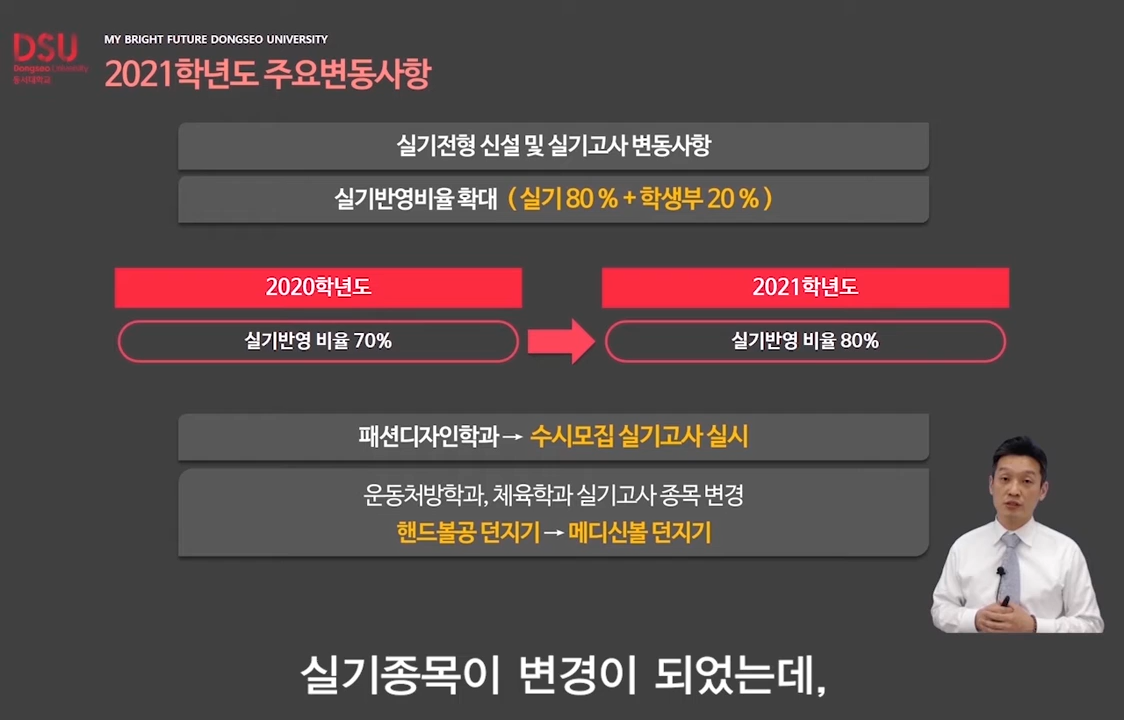 DSU
Dongseo University
동서대학교
MY BRIGHT FUTURE DONGSEO UNIVERSITY
2021학년도 주요변동사항
실기전형 신설 및 실기고사 변동사항
실기반영비율 확대 ( 실기 80 % + 학생부 20 % )
2020학년도
2021학년도
실기반영 비율 70%
실기반영 비율 80%
패션디자인학과→ 수시모집 실기고사 실시
운동처방학과, 체육학과 실기고사 종목 변경
핸드볼공 던지기→메디신볼 던지기
실기종목이 변경이 되었는데,